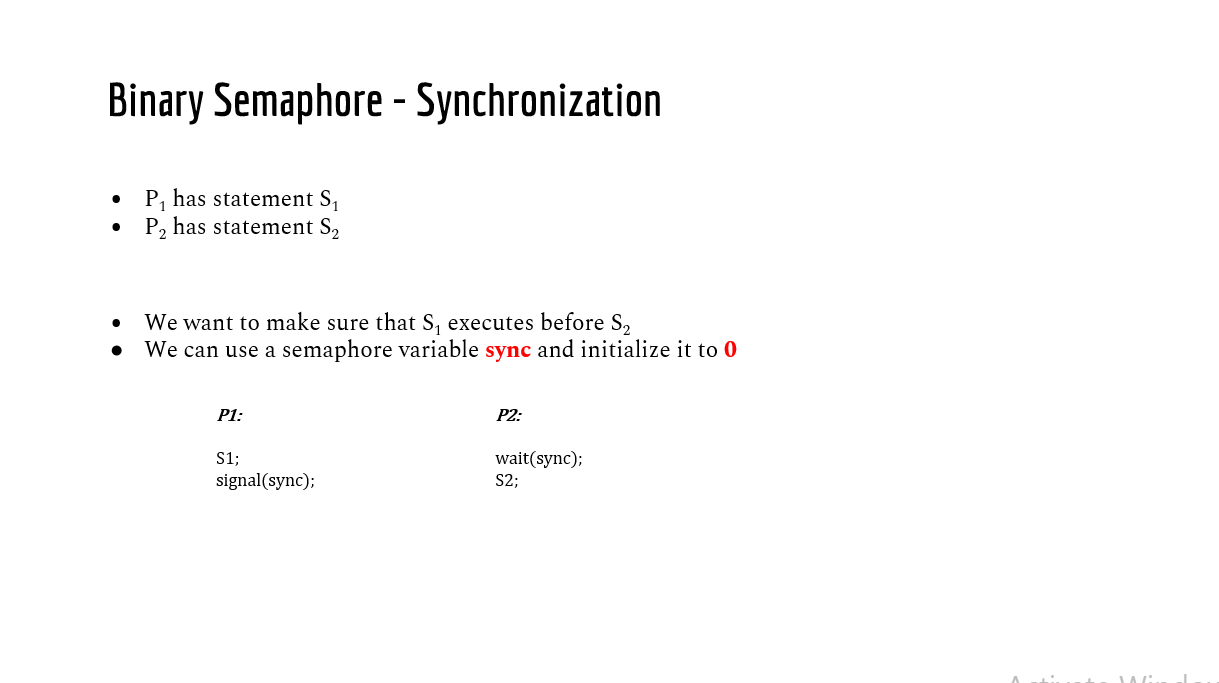 Binary Semaphore - Synchronization
● P₁ has statement S₁
● P₂ has statement S₂
● We want to make sure that S₁ executes before S₂
● We can use a semaphore variable sync and initialize it to 0
P1:
S1;
signal(sync);
P2:
wait(sync);
S2;